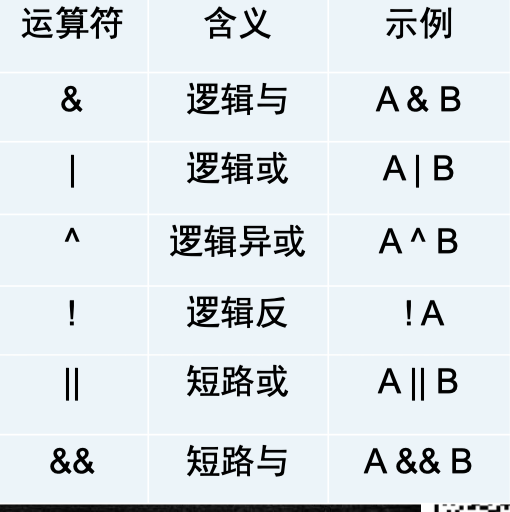 运算符 含义 示例
& 逻辑与 A & B
| 逻辑或 A | B
^ 逻辑异或 A ^ B
! 逻辑反 ! A
|| 短路或 A || B
&& 短路与 A && B